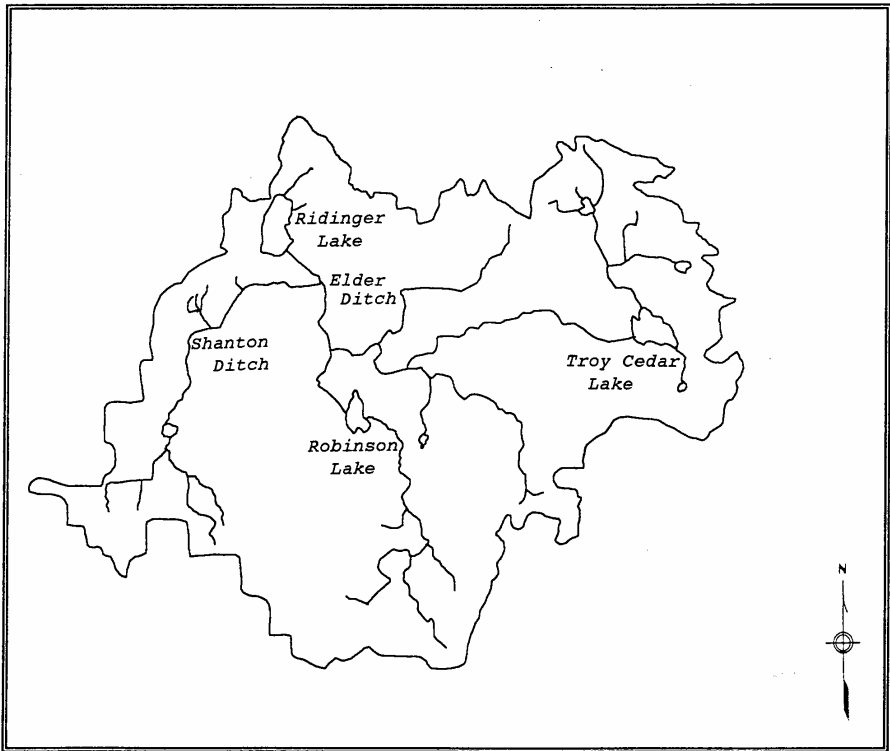 Ridinger
Lake
Elder
Ditch
Shanton
Ditch
Troy Cedar
Lake
Robinson
Lake
N